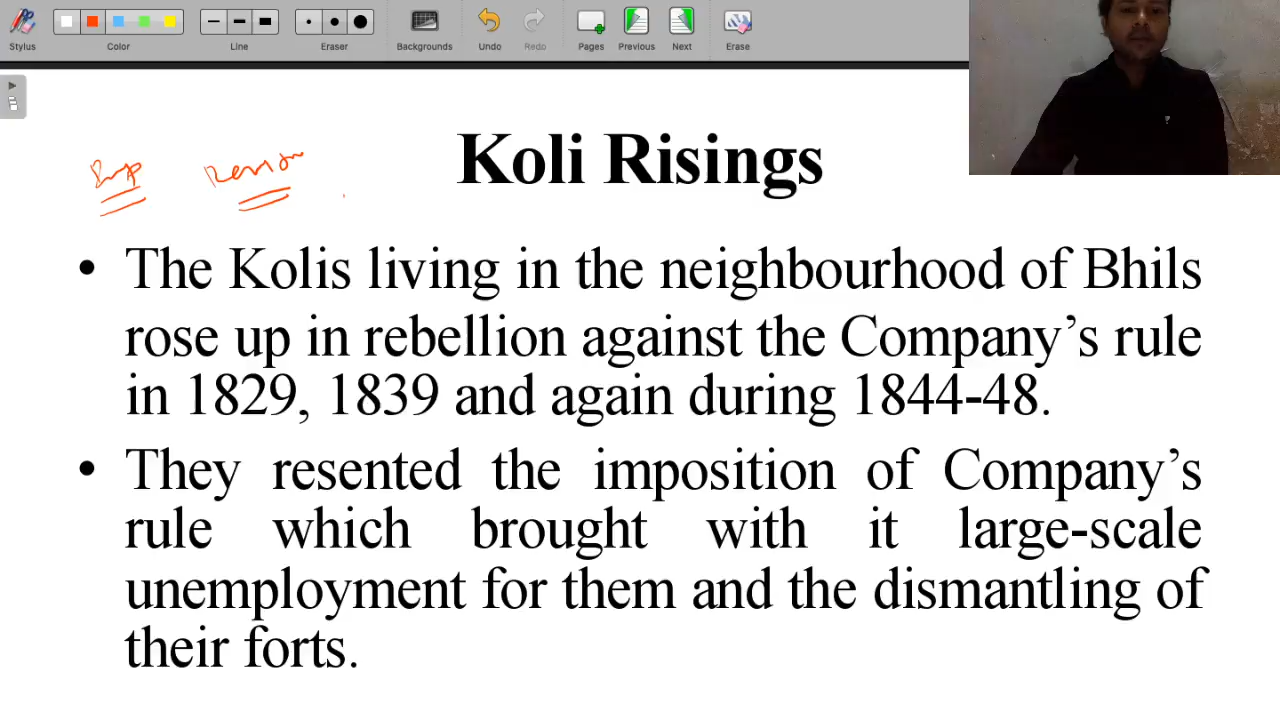 Stylus
Color
Line
Eraser
Backgrounds
Undo
Redo
Pages
Previous
Next
Erase
Koli Risings
• The Kolis living in the neighbourhood of Bhils
rose up in rebellion against the Company's rule
in 1829, 1839 and again during 1844-48.
• They resented the imposition of Company's
rule which brought with it large-scale
unemployment for them and the dismantling of
their forts.